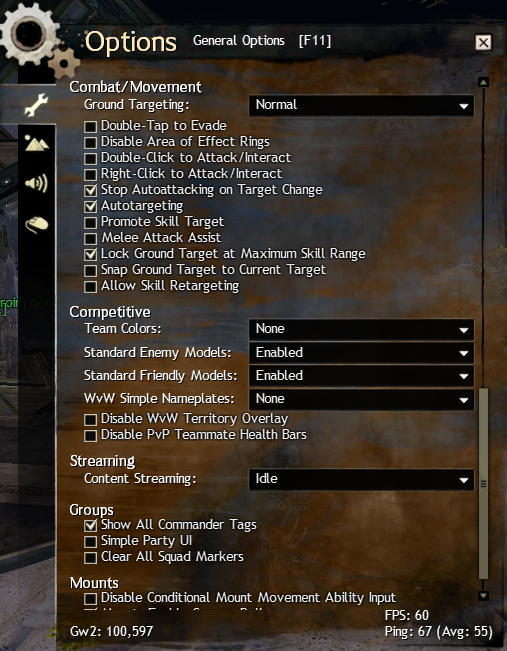 Options General Options [F11]
Combat/Movement
Ground Targeting: Normal
Double-Tap to Evade
Disable Area of Effect Rings
Double-Click to Attack/Interact
Right-Click to Attack/Interact
Stop Autoattacking on Target Change
Autotargeting
Promote Skill Target
Melee Attack Assist
Lock Ground Target at Maximum Skill Range
Snap Ground Target to Current Target
Allow Skill Retargeting
Competitive
Team Colors: None
Standard Enemy Models: Enabled
Standard Friendly Models: Enabled
WvW Simple Nameplates: None
Disable WvW Territory Overlay
Disable PvP Teammate Health Bars
Streaming
Content Streaming: Idle
Groups
Show All Commander Tags
Simple Party UI
Clear All Squad Markers
Mounts
Disable Conditional Mount Movement Ability Input
FPS: 60
Gw2: 100,597 Ping: 67 (Avg: 55)